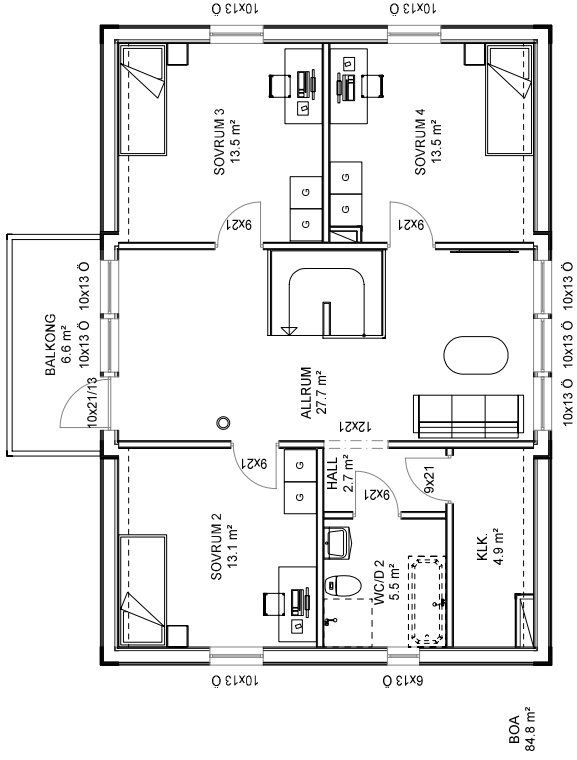 10x13 Ö
10x13 Ö
SOVRUM 3
13.5 m²
SOVRUM 4
13.5 m²
G
G
G
G
9x21
9x21
BALKONG
6.6 m²
10x13 Ö
10x13 Ö
10x21/13
10x13 Ö
10x13 Ö
10x13 Ö
ALLRUM
27.7 m²
12x21
9x21
G
G
HALL
2.7 m²
9x21
9x21
SOVRUM 2
13.1 m²
WC/D 2
5.5 m²
KLK.
4.9 m²
10x13 Ö
6x13 Ö
BOA
84.8 m²